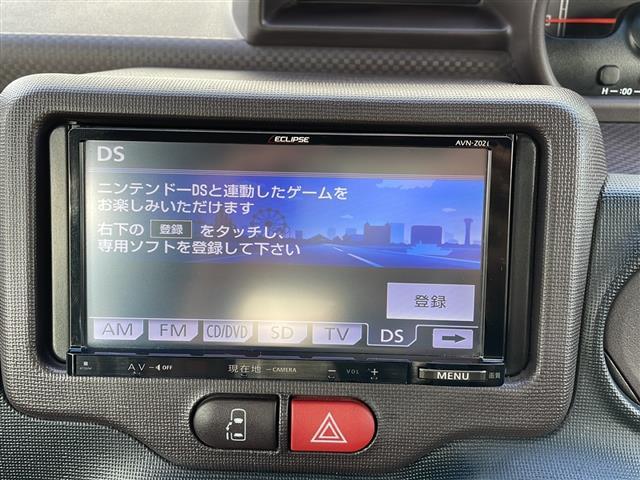 H -:00
ECLIPSE
DS
ニンテンドーDSと連動したゲームを
お楽しみいただけます
右下の 登録 をタッチし、
専用ソフトを登録して下さい
登録
AM FM CD/DVD SD TV DS
AV- OFF 現在地 -CAMERA - VOL + MENU 画質